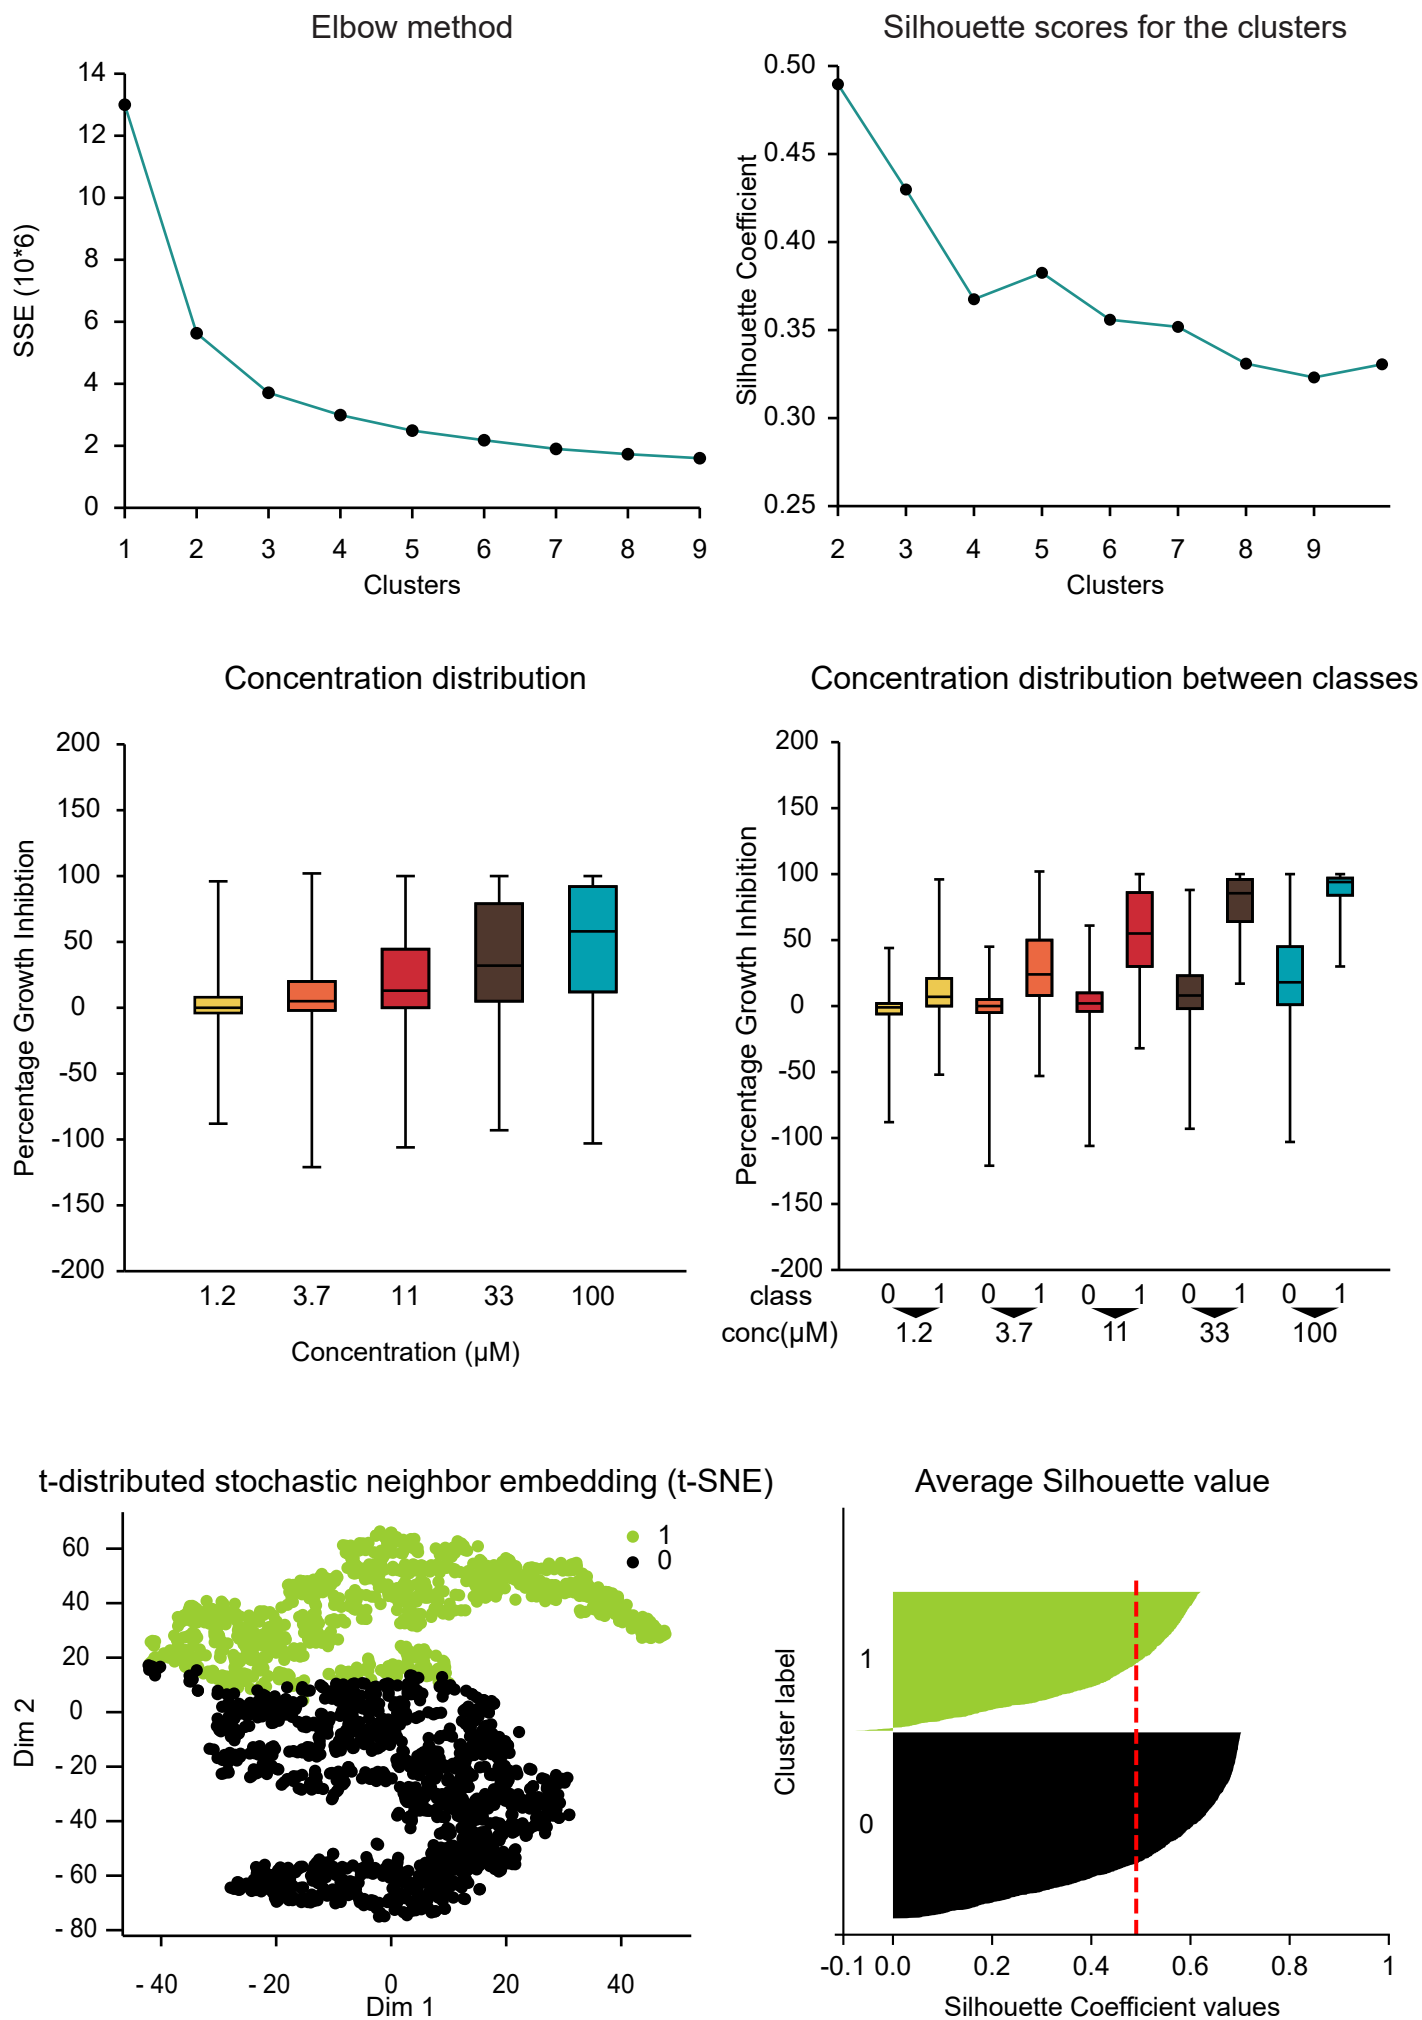 Elbow method
14
12
10
8
6
4
2
0
SSE (10*6)
1 2 3 4 5 6 7 8 9
Clusters
Silhouette scores for the clusters
0.50
0.45
0.40
0.35
0.30
0.25
Silhouette Coefficient
2 3 4 5 6 7 8 9
Clusters
Concentration distribution
200
150
100
50
0
-50
-100
-150
-200
Percentage Growth Inhibtion
1.2 3.7 11 33 100
Concentration (µM)
Concentration distribution between classes
200
150
100
50
0
-50
-100
-150
-200
Percentage Growth Inhibition
class 0 1 0 1 0 1 0 1 0 1
conc(µM) 1.2 3.7 11 33 100
t-distributed stochastic neighbor embedding (t-SNE)
1
0
60
40
20
0
- 20
- 40
- 60
- 80
Dim 2
- 40 - 20 0 20 40
Dim 1
Average Silhouette value
1
0
Cluster label
-0.1 0.0 0.2 0.4 0.6 0.8 1
Silhouette Coefficient values